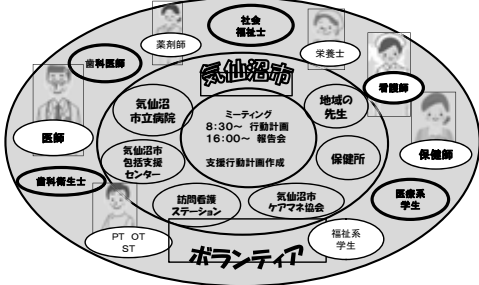 薬剤師
社会
福祉士
栄養士
歯科医師
気仙沼市
看護師
気仙沼
市立病院
ミーティング
8:30~ 行動計画
16:00~ 報告会
支援行動計画作成
地域の
先生
医師
気仙沼市
包括支援
センター
保健所
保健師
歯科衛生士
訪問看護
ステーション
気仙沼市
ケアマネ協会
医療系
学生
PT OT
ST
ボランティア
福祉系
学生